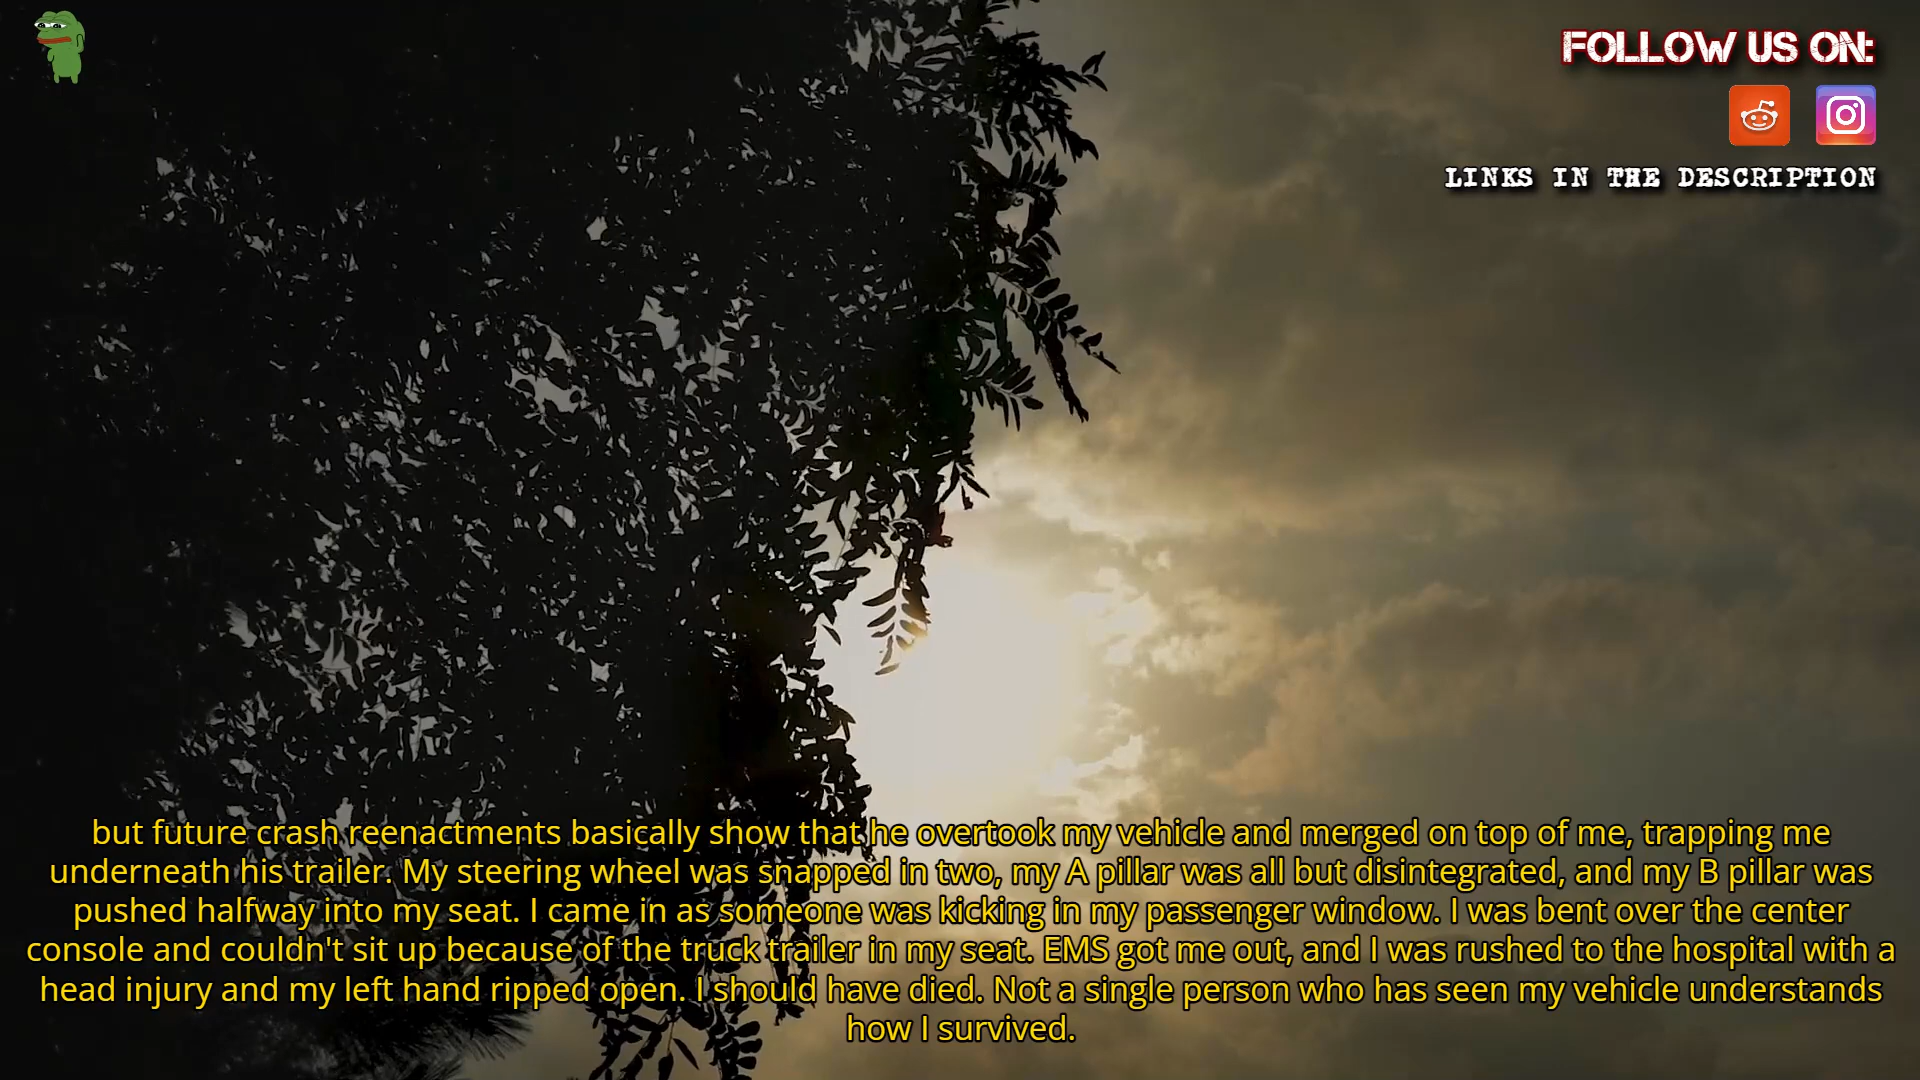 FOLLOW US ON:
LINKS IN THE DESCRIPTION
but future crash reenactments basically show that he overtook my vehicle and merged on top of me, trapping me
underneath his trailer. My steering wheel was snapped in two, my A pillar was all but disintegrated, and my B pillar was
pushed halfway into my seat. I came in as someone was kicking in my passenger window. I was bent over the center
console and couldn't sit up because of the truck trailer in my seat. EMS got me out, and I was rushed to the hospital with a
head injury and my left hand ripped open. I should have died. Not a single person who has seen my vehicle understands
how I survived.